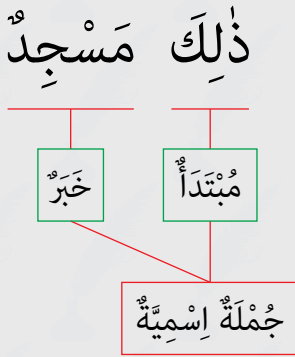 ذٰلِكَ مَسْجِدٌ
مُبْتَدَأٌ خَبَرٌ
جُمْلَةٌ اِسْمِيَّةٌ